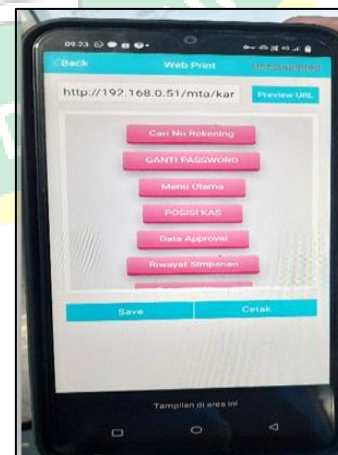 09.23
Back Web Print
http://192.168.0.51/mta/kar Preview URL
Cari No Rekening
GANTI PASSWORD
Menu Utama
POSISI KAS
Data Approval
Riwayat Simpanan
Save Cetak
Tampilan di area ini